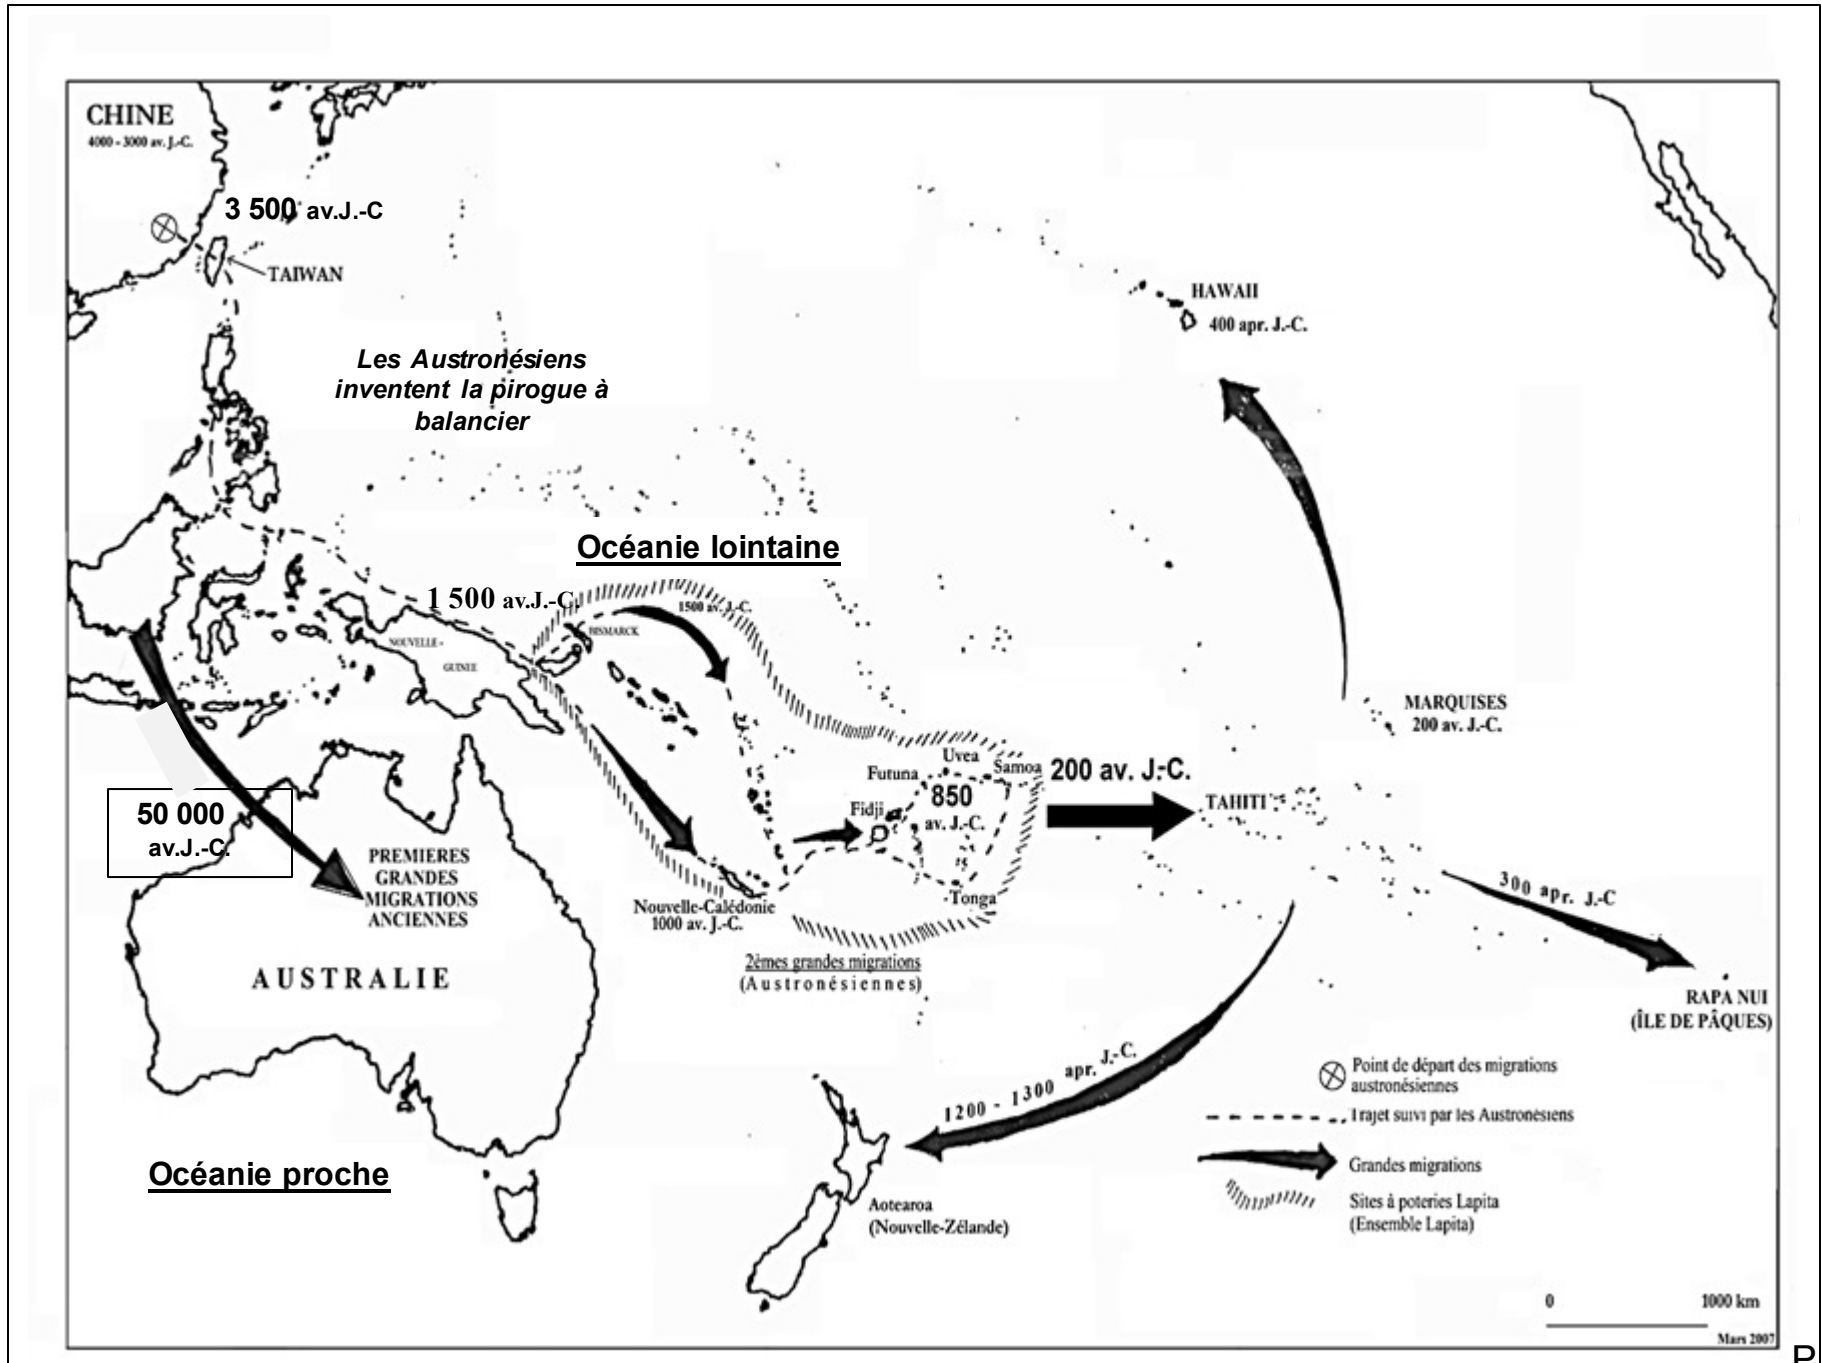 CHINE
4000 - 3000 av. J.-C.
3 500 av.J.-C
TAIWAN
HAWAII
400 apr. J.-C.
Les Austronésiens
inventent la pirogue à
balancier
Océanie lointaine
1 500 av.J.-C.
1500 av. J.-C.
BISMARCK
NOUVELLE -
GUINEE
MARQUISES
200 av. J.-C.
Uvea
Futuna
Samoa
200 av. J.-C.
850
av. J.-C.
Fidji
TAHITI
50 000
av.J.-C.
PREMIERES
GRANDES
MIGRATIONS
ANCIENNES
300 apr. J.-C
Tonga
Nouvelle-Calédonie
1000 av. J.-C.
2èmes grandes migrations
(Austronésiennes)
AUSTRALIE
RAPA NUI
(ÎLE DE PÂQUES)
1200 - 1300 apr. J.-C.
Point de départ des migrations
austronésiennes
Trajet suivi par les Austronésiens
Grandes migrations
Océanie proche
Sites à poteries Lapita
(Ensemble Lapita)
Aotearoa
(Nouvelle-Zélande)
0 1000 km
Mars 2007